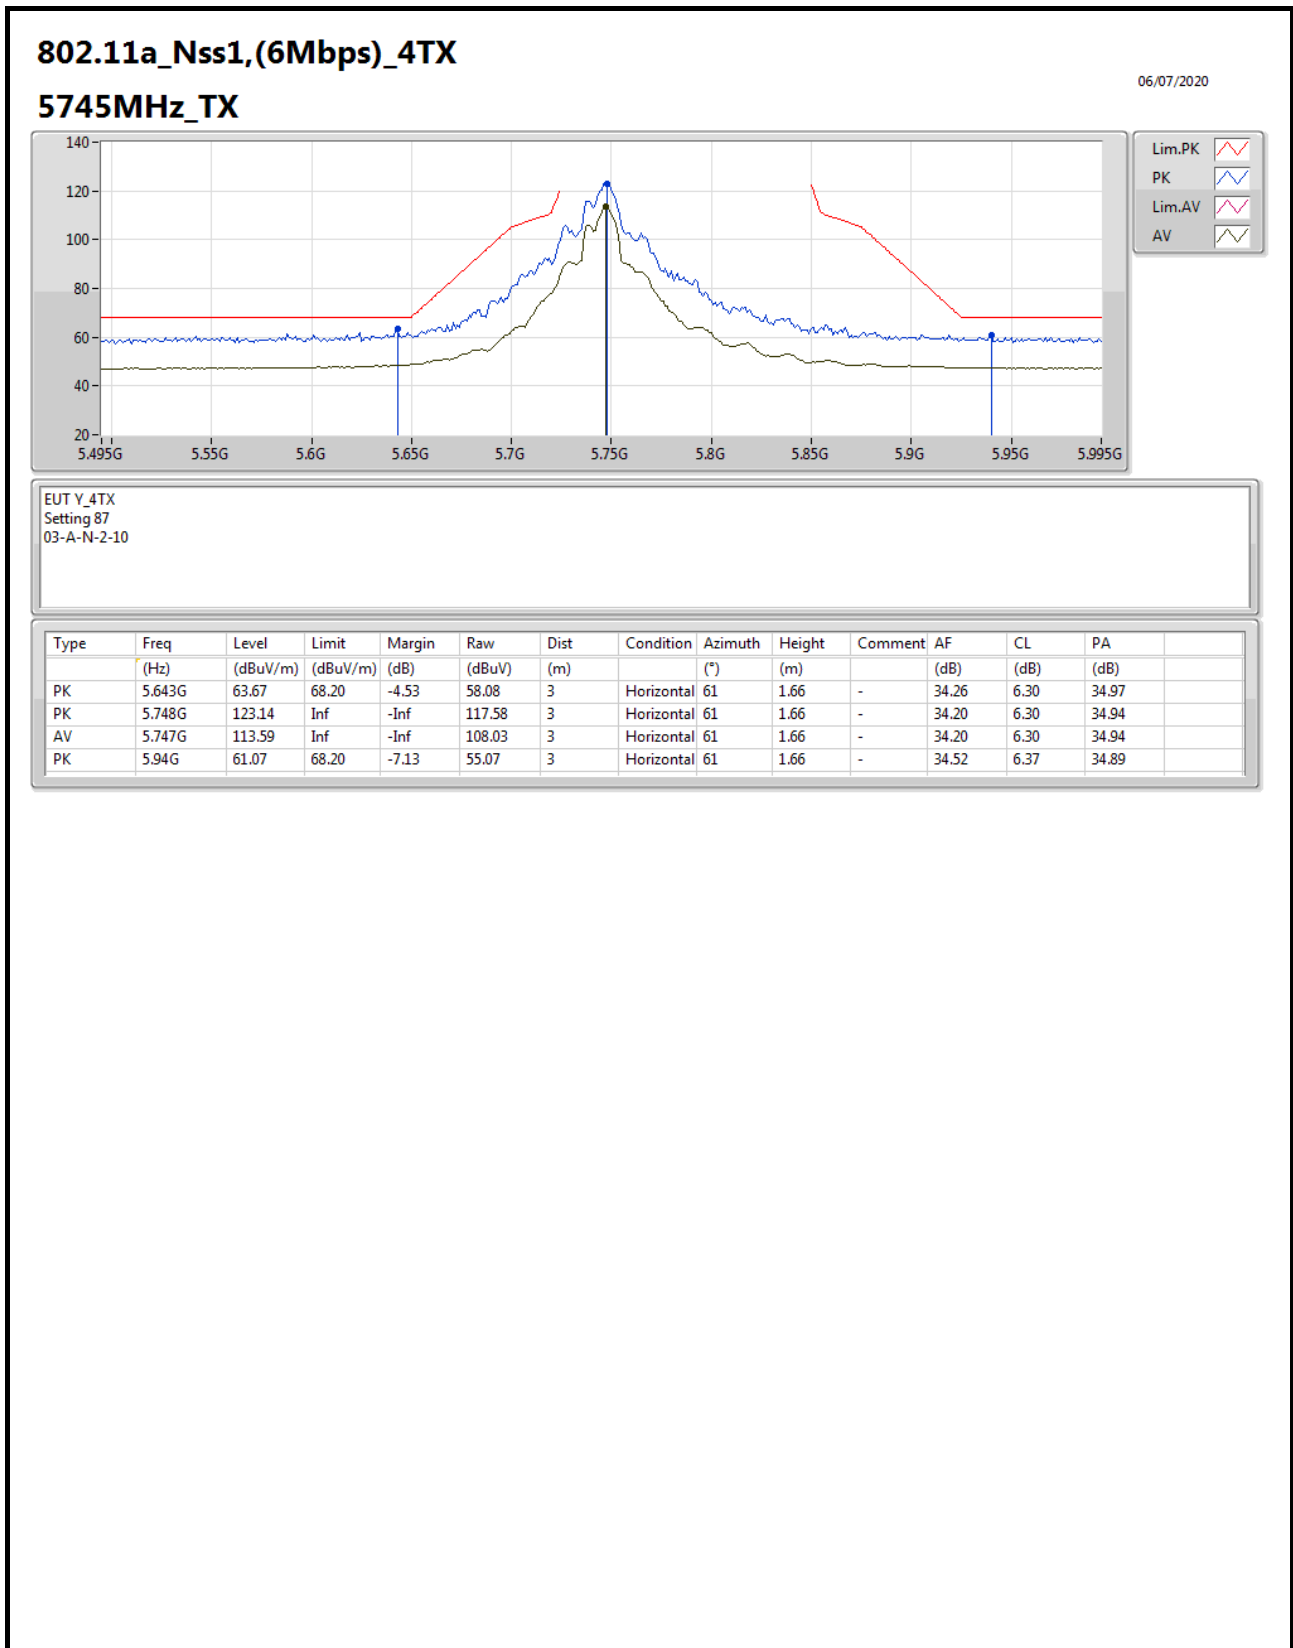 802.11a_Nss1,(6Mbps)_4TX
06/07/2020
5745MHz_TX
140
120
100
80
60
40
20
5.495G 5.55G 5.6G 5.65G 5.7G 5.75G 5.8G 5.85G 5.9G 5.95G 5.995G
Lim.PK
PK
Lim.AV
AV
EUT Y_4TX
Setting 87
03-A-N-2-10
Type Freq Level Limit Margin Raw Dist Condition Azimuth Height Comment AF CL PA
(Hz) (dBuV/m) (dBuV/m) (dB) (dBuV) (m) (°) (m) (dB) (dB) (dB)
PK 5.643G 63.67 68.20 -4.53 58.08 3 Horizontal 61 1.66 - 34.26 6.30 34.97
PK 5.748G 123.14 Inf -Inf 117.58 3 Horizontal 61 1.66 - 34.20 6.30 34.94
AV 5.747G 113.59 Inf -Inf 108.03 3 Horizontal 61 1.66 - 34.20 6.30 34.94
PK 5.94G 61.07 68.20 -7.13 55.07 3 Horizontal 61 1.66 - 34.52 6.37 34.89